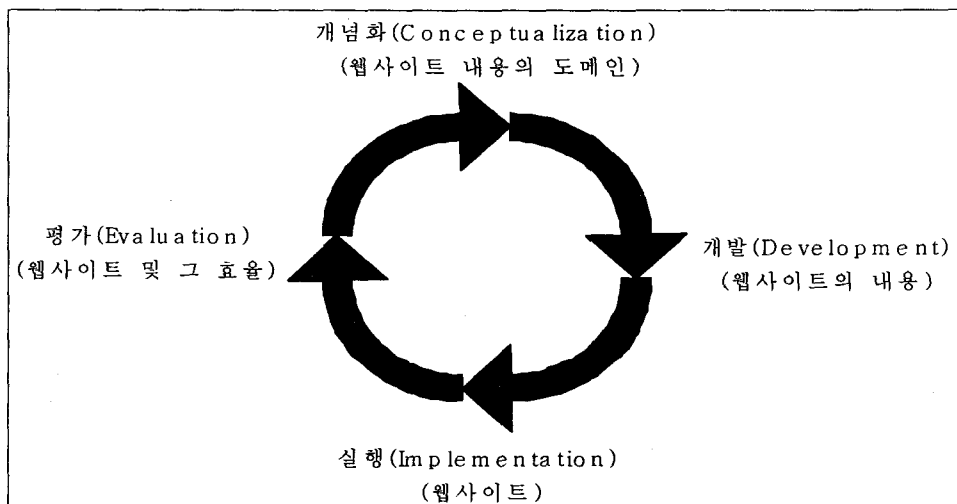 개념화(Conceptualization)
(웹사이트 내용의 도메인)
평가(Evaluation)
(웹사이트 및 그 효율)
개발(Development)
(웹사이트의 내용)
실행(Implementation)
(웹사이트)